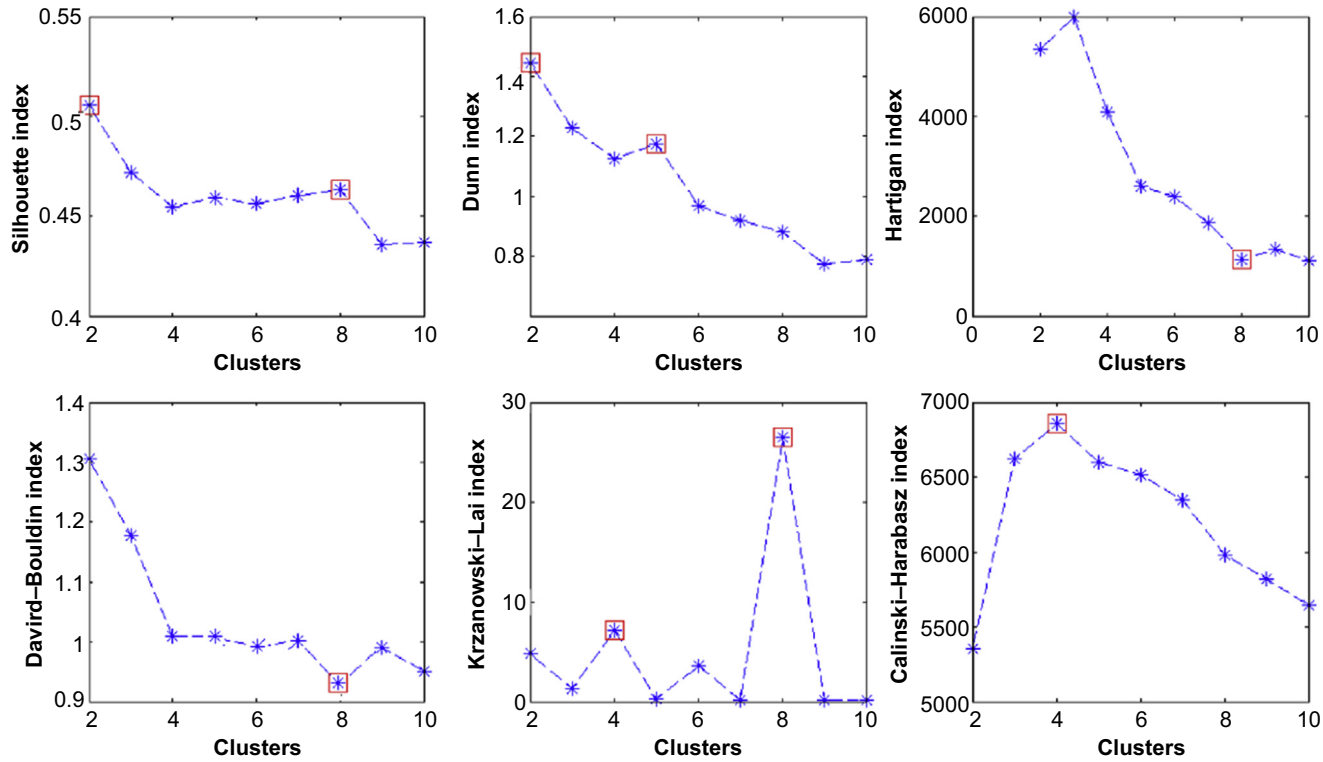 Silhouette index
0.55
0.5
0.45
0.4
2 4 6 8 10
Clusters
Dunn index
1.6
1.4
1.2
1
0.8
2 4 6 8 10
Clusters
Hartigan index
6000
4000
2000
0
0 2 4 6 8 10
Clusters
Davird–Bouldin index
1.4
1.3
1.2
1.1
1
0.9
2 4 6 8 10
Clusters
Krzanowski–Lai index
30
20
10
0
2 4 6 8 10
Clusters
Calinski–Harabasz index
7000
6500
6000
5500
5000
2 4 6 8 10
Clusters